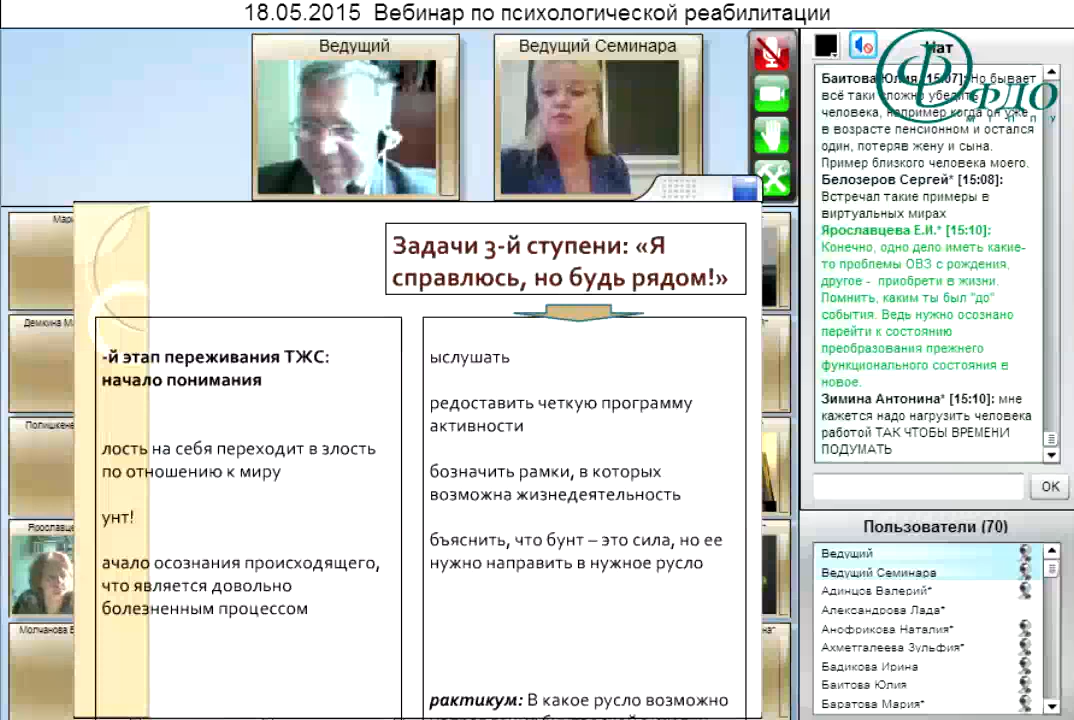 18.05.2015 Вебинар по психологической реабилитации
Ведущий
Ведущий Семинара
Задачи 3-й ступени: «Я
справлюсь, но будь рядом!»
-й этап переживания ТЖС:
начало понимания
лость на себя переходит в злость
по отношению к миру
унт!
ачало осознания происходящего,
что является довольно
болезненным процессом
ыслушать
редоставить четкую программу
активности
бозначить рамки, в которых
возможна жизнедеятельность
бъяснить, что бунт – это сила, но ее
нужно направить в нужное русло
рактикум: В какое русло возможно
Демкина М
Ярославце
Молчанова Е
Чат
ФДО
Баитова Юлия [15:07]: Но бывает
всё таки сложно убедить
человека, например когда он уже
в возрасте пенсионном и остался
один, потеряв жену и сына.
Пример близкого человека моего.
Белозеров Сергей* [15:08]:
Встречал такие примеры в
виртуальных мирах
Ярославцева Е.И.* [15:10]:
Конечно, одно дело иметь какие-
то проблемы ОВЗ с рождения,
другое - приобрети в жизни.
Помнить, каким ты был "до"
события. Ведь нужно осознано
перейти к состоянию
преобразования прежнего
функционального состояния в
новое.
Зимина Антонина* [15:10]: мне
кажется надо нагрузить человека
работой ТАК ЧТОБЫ ВРЕМЕНИ
ПОДУМАТЬ
OK
Пользователи (70)
Ведущий
Ведущий Семинара
Адинцов Валерий*
Александрова Лада*
Анофрикова Наталия*
Ахметгалеева Зульфия*
Бадикова Ирина
Баитова Юлия
Баратова Мария*